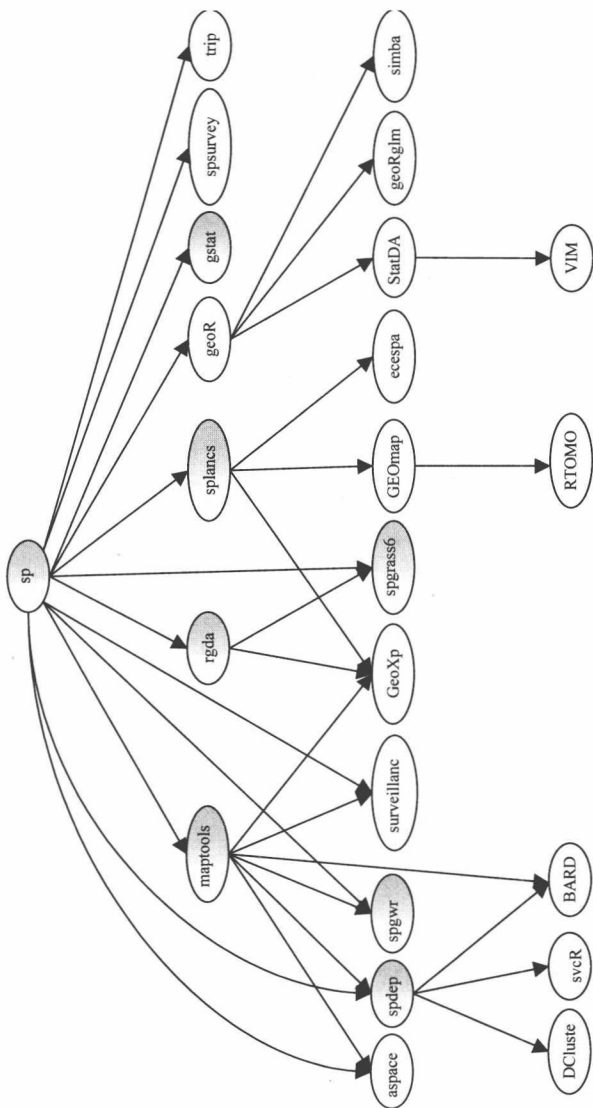 sp
maptools
rgda
splancs
geoR
gstat
spsurvey
trip
aspace
spdep
spgwr
surveillanc
GeoXp
spgrass6
GEOmap
ecespa
StatDA
geoRglm
simba
DCluste
svcR
BARD
RTOMO
VIM